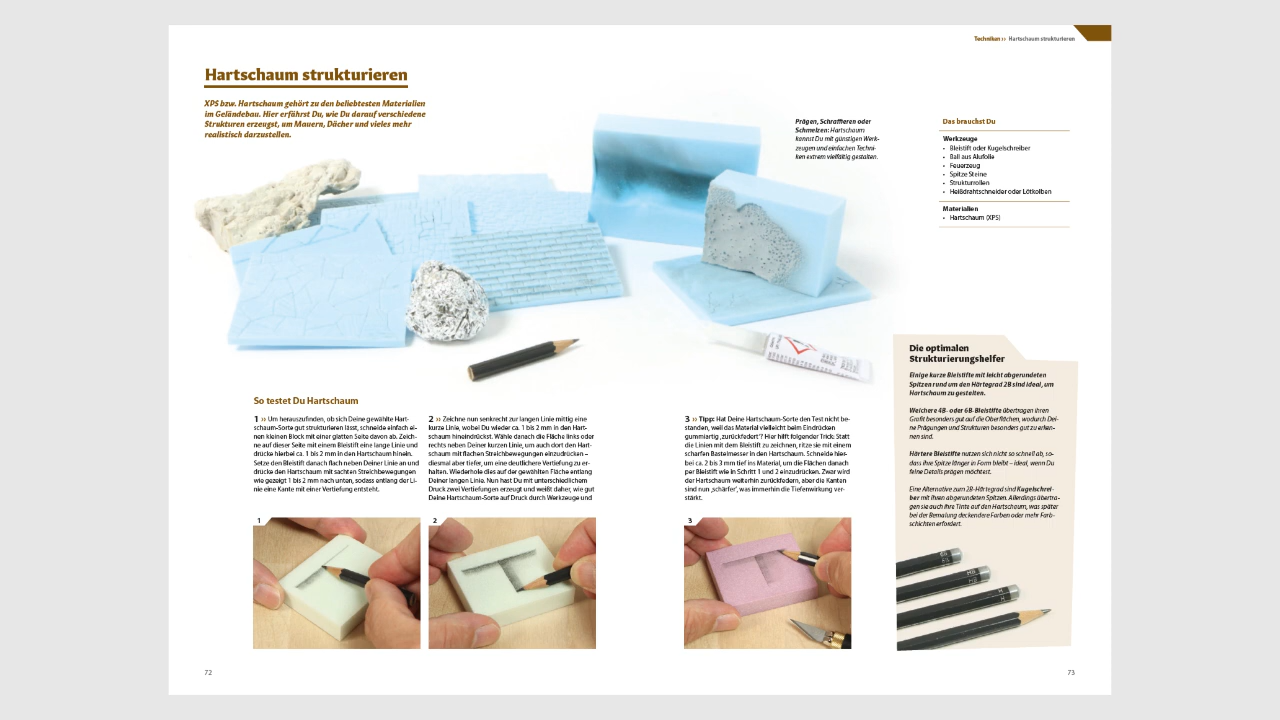 Techniken ›› Hartschaum strukturieren
Hartschaum strukturieren
XPS bzw. Hartschaum gehört zu den beliebtesten Materialien
im Geländebau. Hier erfährst Du, wie Du darauf verschiedene
Strukturen erzeugst, um Mauern, Dächer und vieles mehr
realistisch darzustellen.
Prägen, Schraffieren oder
Schmelzen: Hartschaum
kannst Du mit günstigen Werk-
zeugen und einfachen Techni-
ken extrem vielfältig gestalten.
Das brauchst Du
Werkzeuge
• Bleistift oder Kugelschreiber
• Ball aus Alufolie
• Feuerzeug
• Spitze Steine
• Strukturrollen
• Heißdrahtschneider oder Lötkolben
Materialien
• Hartschaum (XPS)
So testet Du Hartschaum
1 ›› Um herauszufinden, ob sich Deine gewählte Hart-
schaum-Sorte gut strukturieren lässt, schneide einfach ei-
nen kleinen Block mit einer glatten Seite davon ab. Zeich-
ne auf dieser Seite mit einem Bleistift eine lange Linie und
drücke hierbei ca. 1 bis 2 mm in den Hartschaum hinein.
Setze den Bleistift danach flach neben Deiner Linie an und
drücke den Hartschaum mit sachten Streichbewegungen
wie gezeigt 1 bis 2 mm nach unten, sodass entlang der Li-
nie eine Kante mit einer Vertiefung entsteht.
2 ›› Zeichne nun senkrecht zur langen Linie mittig eine
kurze Linie, wobei Du wieder ca. 1 bis 2 mm in den Hart-
schaum hineindrückst. Wähle danach die Fläche links oder
rechts neben Deiner kurzen Linie, um auch dort den Hart-
schaum mit flachen Streichbewegungen einzudrücken –
diesmal aber tiefer, um eine deutlichere Vertiefung zu er-
halten. Wiederhole dies auf der gewählten Fläche entlang
Deiner langen Linie. Nun hast Du mit unterschiedlichem
Druck zwei Vertiefungen erzeugt und weißt daher, wie gut
Deine Hartschaum-Sorte auf Druck durch Werkzeuge und
3 ›› Tipp: Hat Deine Hartschaum-Sorte den Test nicht be-
standen, weil das Material vielleicht beim Eindrücken
gummiartig ‚zurückfedert'? Hier hilft folgender Trick: Statt
die Linien mit dem Bleistift zu zeichnen, ritze sie mit einem
scharfen Bastelmesser in den Hartschaum. Schneide hier-
bei ca. 2 bis 3 mm tief ins Material, um die Flächen danach
per Bleistift wie in Schritt 1 und 2 einzudrücken. Zwar wird
der Hartschaum weiterhin zurückfedern, aber die Kanten
sind nun ‚schärfer', was immerhin die Tiefenwirkung ver-
stärkt.
Die optimalen
Strukturierungshelfer
Einige kurze Bleistifte mit leicht abgerundeten
Spitzen rund um den Härtegrad 2B sind ideal, um
Hartschaum zu gestalten.
Weichere 4B- oder 6B-Bleistifte übertragen ihren
Grafit besonders gut auf die Oberflächen, wodurch Dei-
ne Prägungen und Strukturen besonders gut zu erken-
nen sind.
Härtere Bleistifte nutzen sich nicht so schnell ab, so-
dass ihre Spitze länger in Form bleibt – ideal, wenn Du
feine Details prägen möchtest.
Eine Alternative zum 2B-Härtegrad sind Kugelschrei-
ber mit ihren abgerundeten Spitzen. Allerdings übertra-
gen sie auch ihre Tinte auf den Hartschaum, was später
bei der Bemalung deckendere Farben oder mehr Farb-
schichten erfordert.
1
2
3
HB
H
72
73